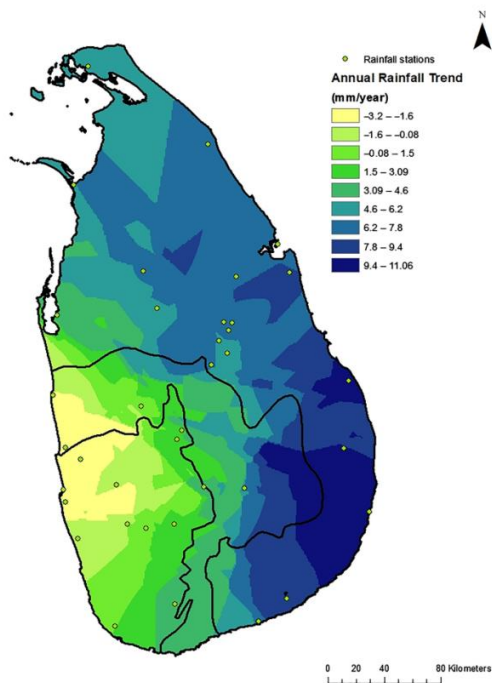 N
Rainfall stations
Annual Rainfall Trend
(mm/year)
–3.2 – –1.6
–1.6 – –0.08
–0.08 – 1.5
1.5 – 3.09
3.09 – 4.6
4.6 – 6.2
6.2 – 7.8
7.8 – 9.4
9.4 – 11.06
0 20 40 80 Kilometers